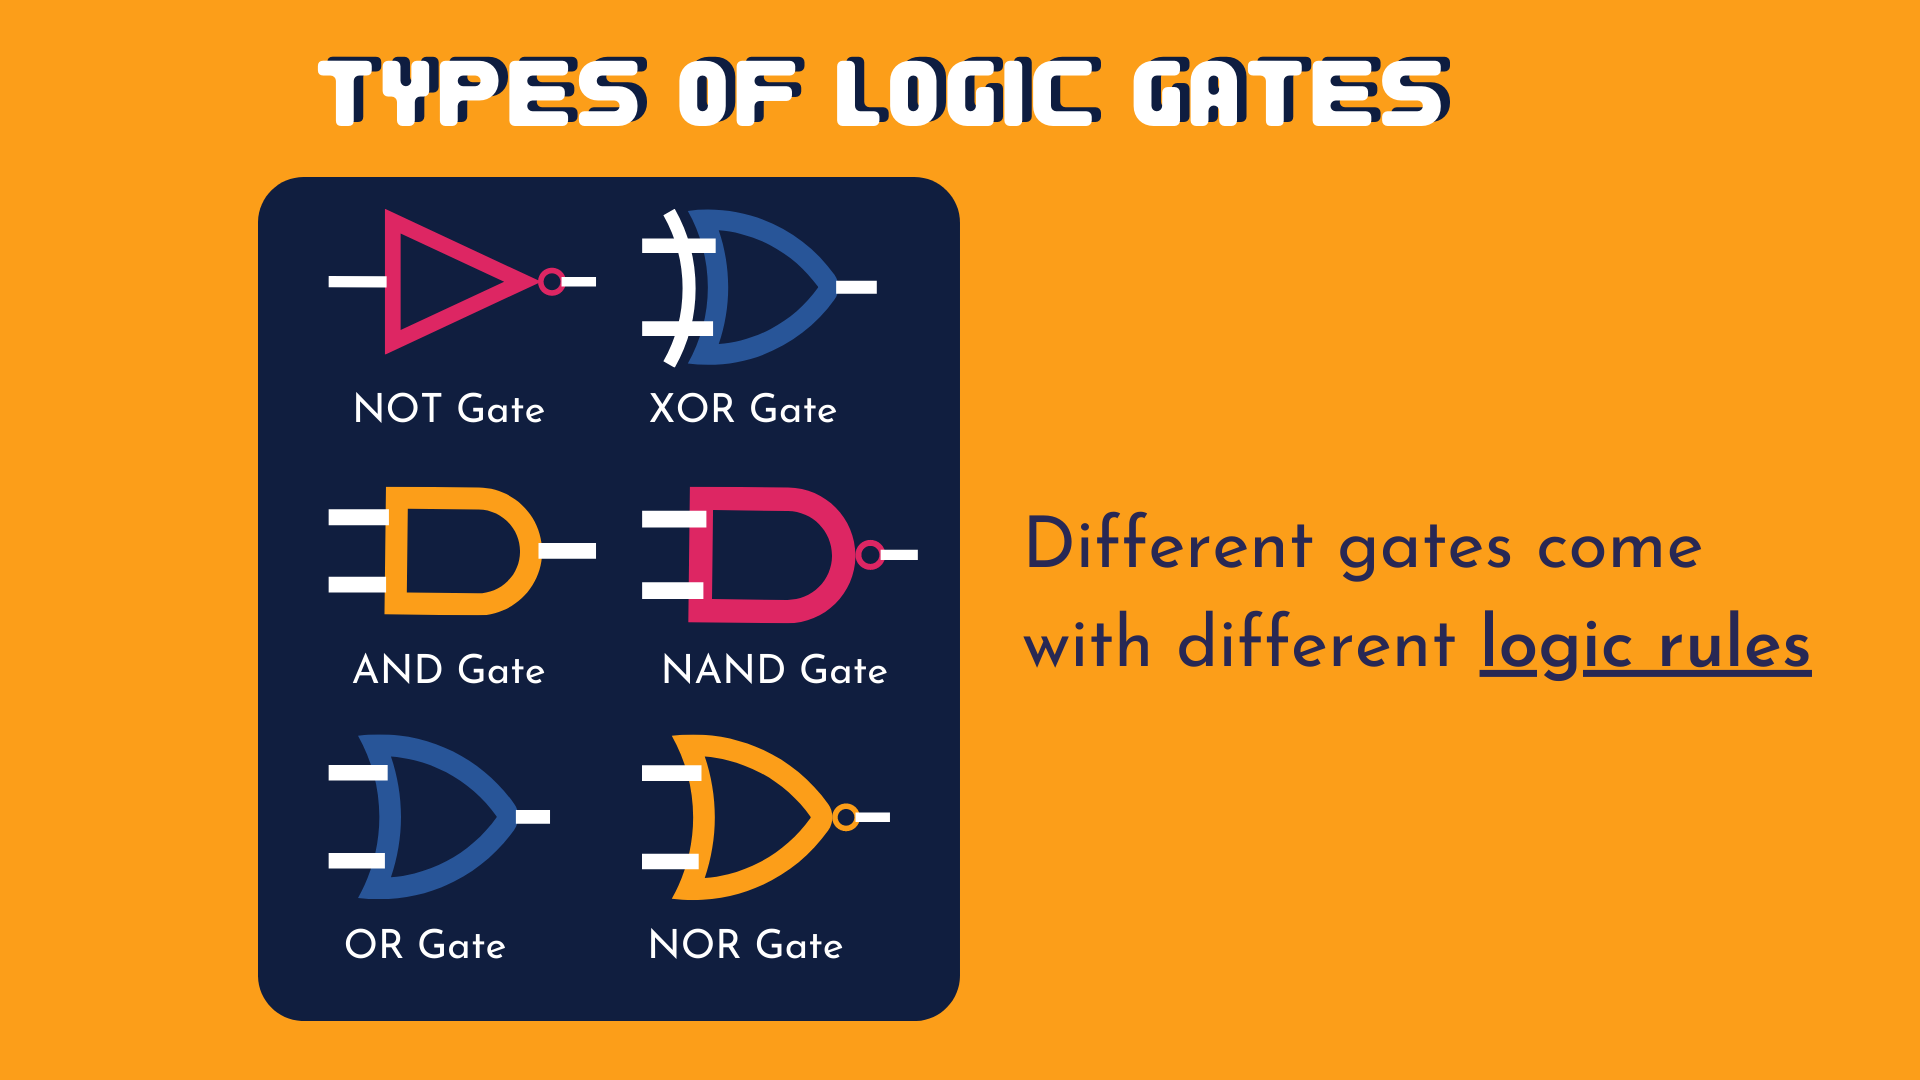 TYPES OF LOGIC GATES
NOT Gate
XOR Gate
AND Gate
NAND Gate
OR Gate
NOR Gate
Different gates come
with different logic rules